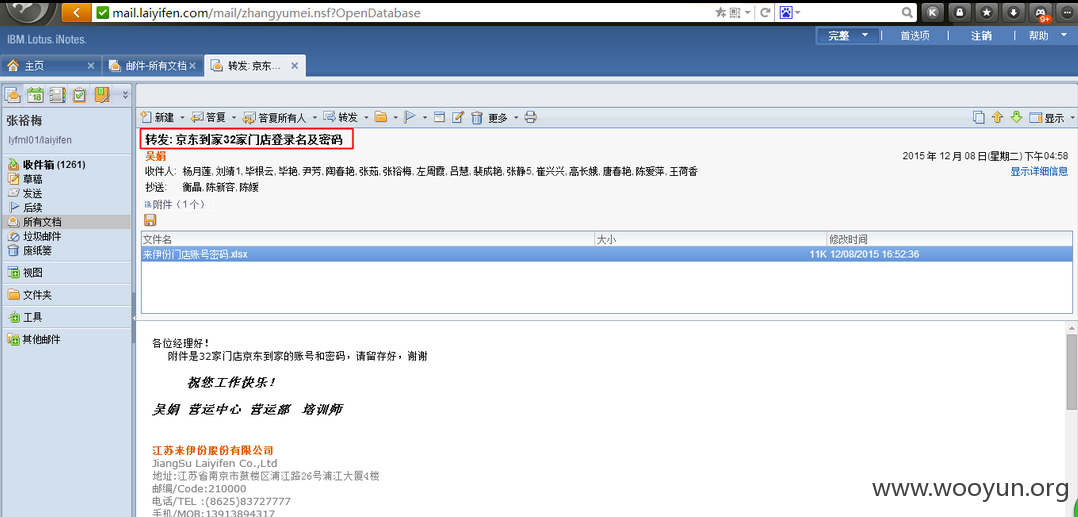 mail.laiyifen.com/mail/zhangyumei.nsf?OpenDatabase
K
9+
IBM.Lotus.iNotes.
完整 首选项 注销 帮助
主页 邮件-所有文档 转发: 京东...
18
新建 答复 答复所有人 转发 更多 显示
张裕梅
lyfml01/laiyifen
收件箱 (1261)
草稿
发送
后续
所有文档
垃圾邮件
废纸篓
视图
文件夹
工具
其他邮件
转发: 京东到家32家门店登录名及密码
吴娟
2015 年 12 月 08 日(星期二) 下午04:58
收件人: 杨月莲, 刘晴1, 毕根云, 毕艳, 尹芳, 陶春艳, 张茹, 张裕梅, 左周霞, 吕慧, 裴成艳, 张静5, 崔兴兴, 高长娥, 唐春艳, 陈爱萍, 王荷香
显示详细信息
抄送: 衡晶, 陈新容, 陈媛
附件（1 个）
文件名 大小 修改时间
来伊份门店账号密码.xlsx 11K 12/08/2015 16:52:36
各位经理好！
附件是32家门店京东到家的账号和密码，请留存好，谢谢
祝您工作快乐！
吴娟 营运中心 营运部 培训师
江苏来伊份股份有限公司
JiangSu Laiyifen Co.,Ltd
地址:江苏省南京市鼓楼区浦江路26号浦江大厦4楼
邮编/Code:210000
电话/TEL :(8625)83727777
手机/MOB:13913894317
www.wooyun.org